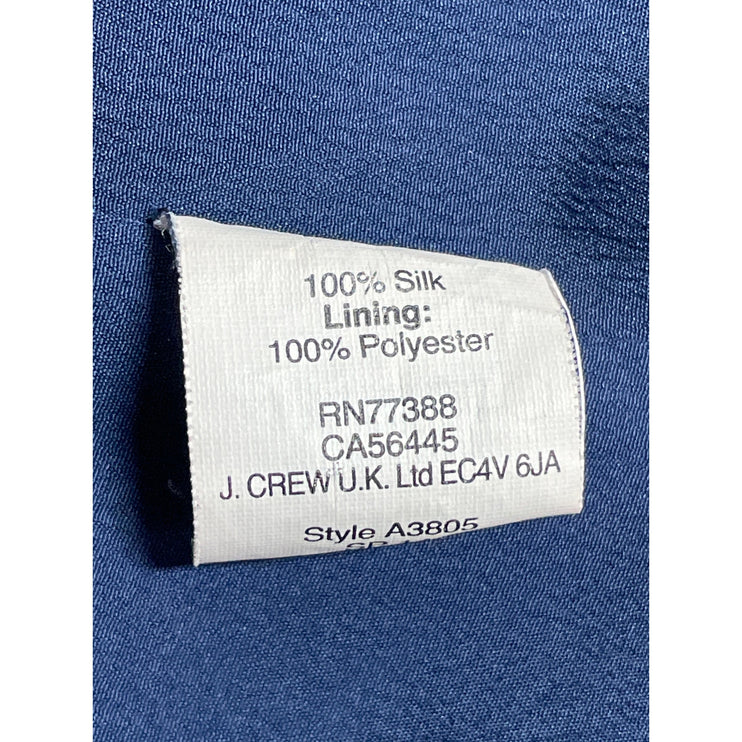 100% Silk
Lining:
100% Polyester
RN77388
CA56445
J. CREW U.K. Ltd EC4V 6JA
Style A3805